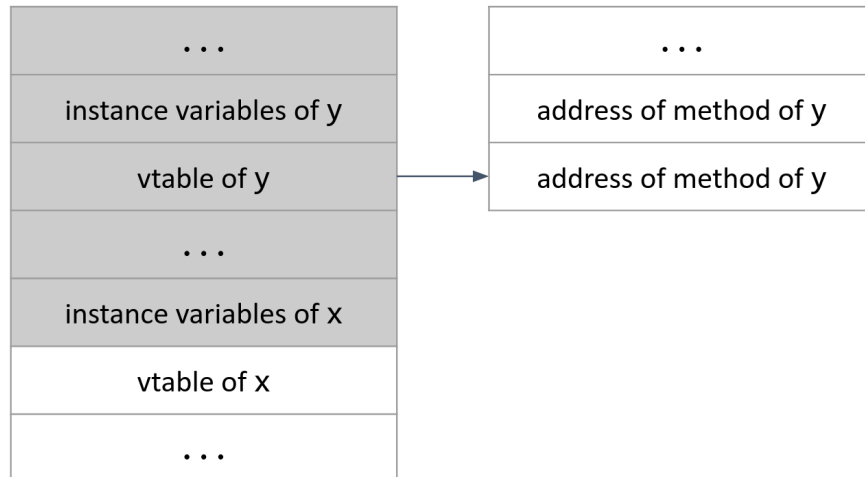 ...
instance variables of y
vtable of y
...
instance variables of x
vtable of x
...
...
address of method of y
address of method of y